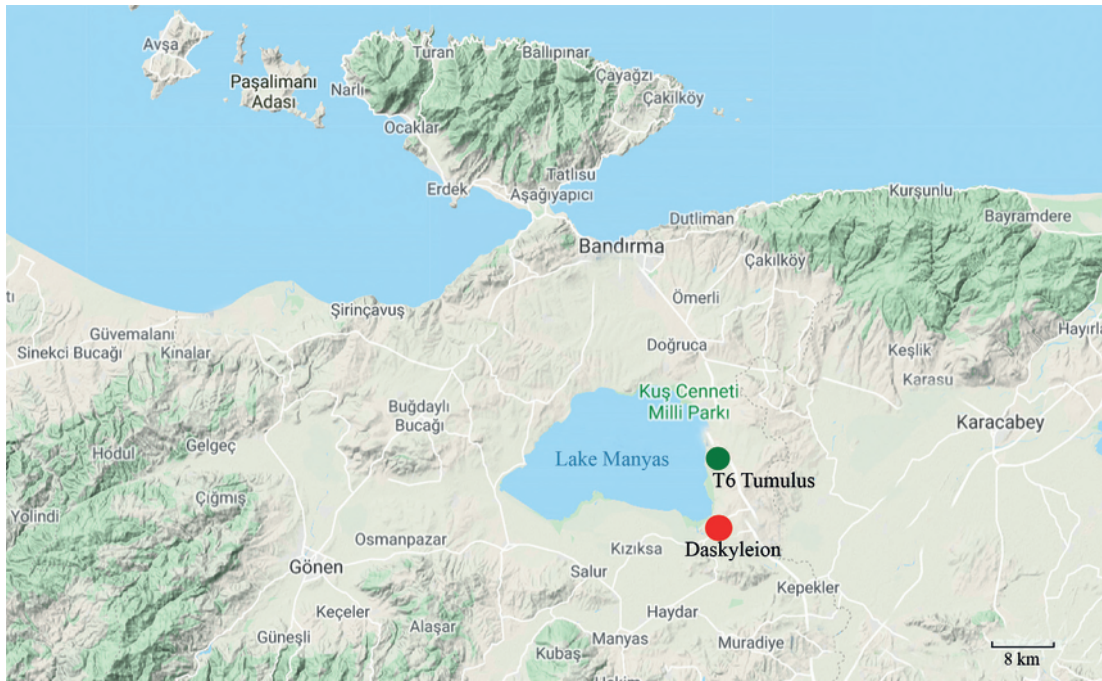 Avşa
Turan
Ballıpınar
Paşalimanı
Adası
Narlı
Çayağzı
Çakılköy
Ocaklar
Tatlısu
Erdek
Aşağıyapıcı
Kurşunlu
Dutliman
Bayramdere
Bandırma
Çakılköy
Ömerli
Şirinçavuş
Güvemalanı
Hayırla
Sinekci Bucağı
Kınalar
Doğruca
Keşlik
Karasu
Kuş Cenneti
Milli Parkı
Buğdaylı
Bucağı
Karacabey
Gelgeç
Hodul
Lake Manyas
T6 Tumulus
Çiğmiş
Yolindi
Osmanpazar
Kızıksa
Daskyleion
Gönen
Salur
Kepekler
Keçeler
Haydar
Alaşar
Güneşli
Manyas
Muradiye
Kubaş
8 km